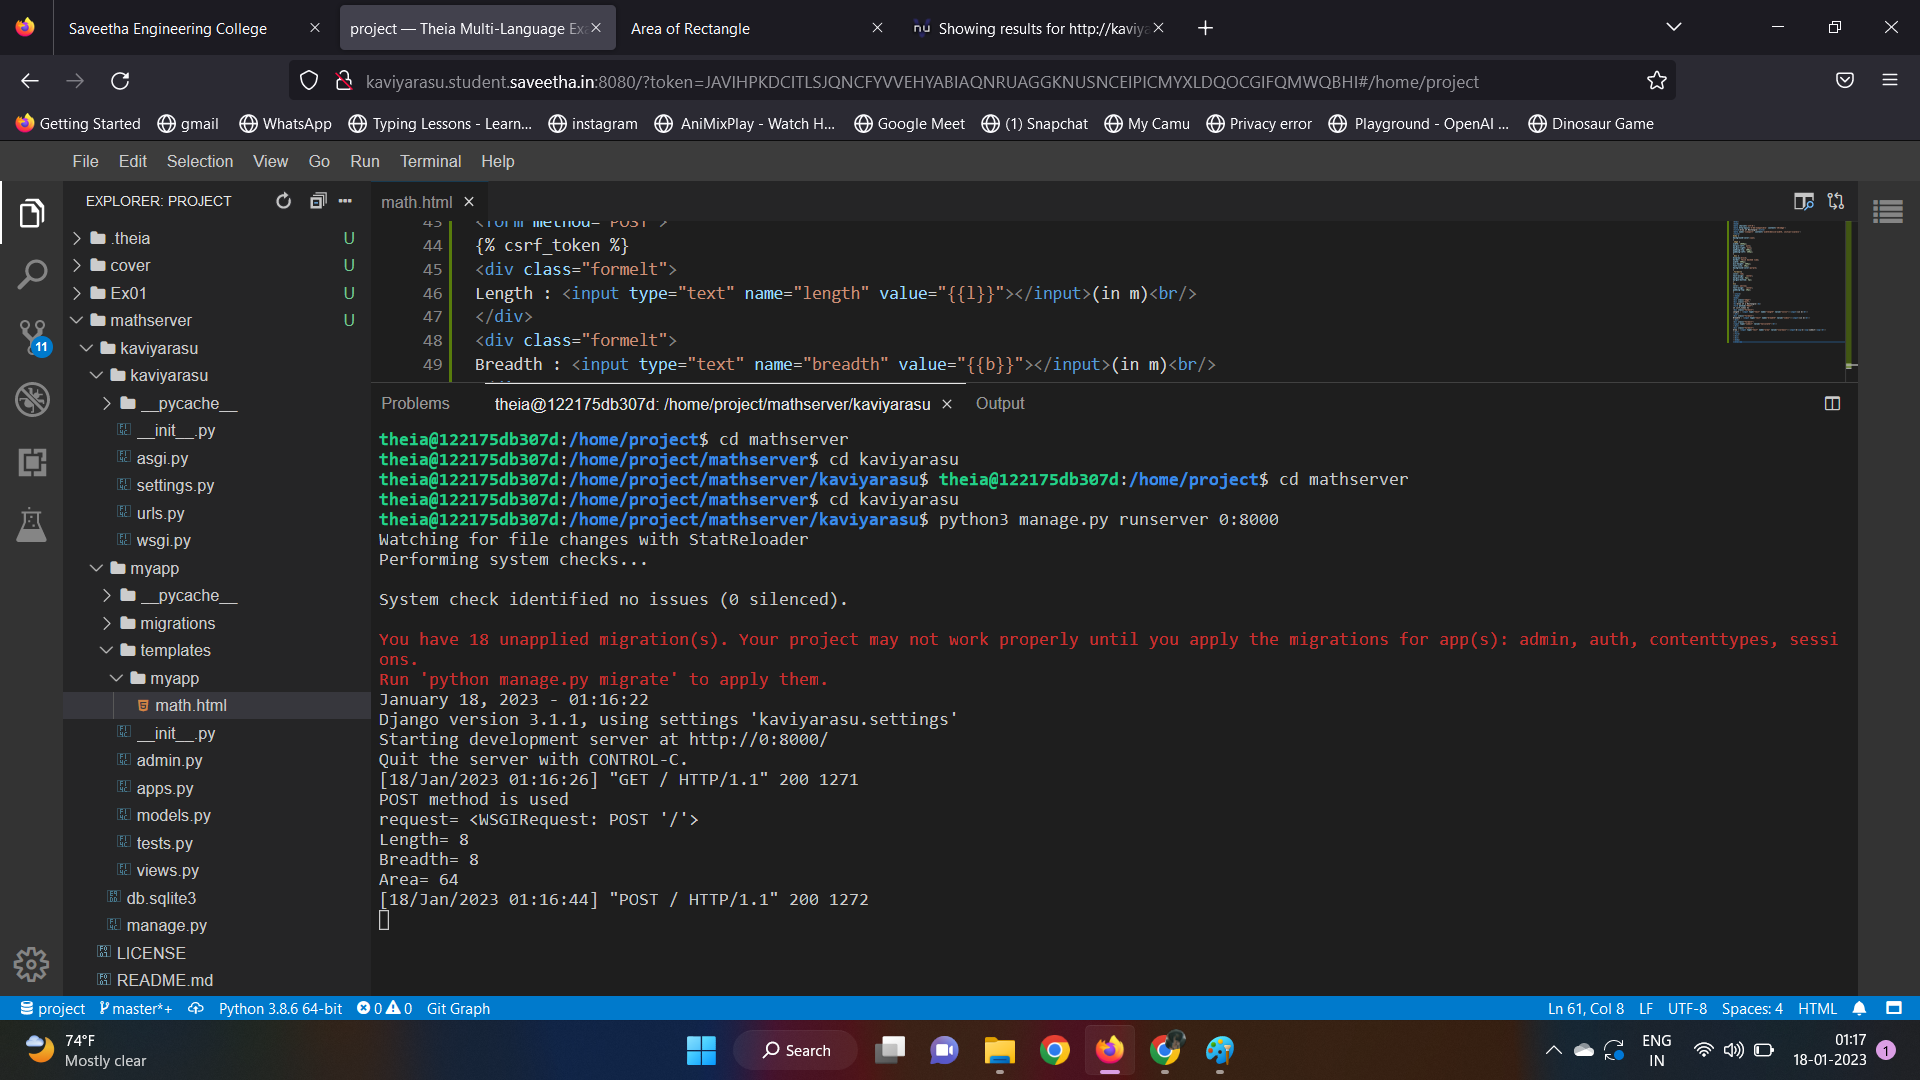 Saveetha Engineering College
project — Theia Multi-Language Ex
Area of Rectangle
nu Showing results for http://kaviya
kaviyarasu.student.saveetha.in:8080/?token=JAVIHPKDCITLSJQNCFYVVEHYABIAQNRUAGGKNUSNCEIPICMYXLDQOCGIFQMWQBHI#/home/project
Getting Started gmail WhatsApp Typing Lessons - Learn... instagram AniMixPlay - Watch H... Google Meet (1) Snapchat My Camu Privacy error Playground - OpenAI ... Dinosaur Game
File Edit Selection View Go Run Terminal Help
EXPLORER: PROJECT
.theia U
cover U
Ex01 U
mathserver U
kaviyarasu
kaviyarasu
__pycache__
__init__.py
asgi.py
settings.py
urls.py
wsgi.py
myapp
__pycache__
migrations
templates
myapp
math.html
__init__.py
admin.py
apps.py
models.py
tests.py
views.py
db.sqlite3
manage.py
LICENSE
README.md
11
math.html
43 <form method="POST">
44 {% csrf_token %}
45 <div class="formelt">
46 Length : <input type="text" name="length" value="{{l}}"></input>(in m)<br/>
47 </div>
48 <div class="formelt">
49 Breadth : <input type="text" name="breadth" value="{{b}}"></input>(in m)<br/>
Problems theia@122175db307d: /home/project/mathserver/kaviyarasu Output
theia@122175db307d:/home/project$ cd mathserver
theia@122175db307d:/home/project/mathserver$ cd kaviyarasu
theia@122175db307d:/home/project/mathserver/kaviyarasu$ theia@122175db307d:/home/project$ cd mathserver
theia@122175db307d:/home/project/mathserver$ cd kaviyarasu
theia@122175db307d:/home/project/mathserver/kaviyarasu$ python3 manage.py runserver 0:8000
Watching for file changes with StatReloader
Performing system checks...
System check identified no issues (0 silenced).
You have 18 unapplied migration(s). Your project may not work properly until you apply the migrations for app(s): admin, auth, contenttypes, sessi
ons.
Run 'python manage.py migrate' to apply them.
January 18, 2023 - 01:16:22
Django version 3.1.1, using settings 'kaviyarasu.settings'
Starting development server at http://0:8000/
Quit the server with CONTROL-C.
[18/Jan/2023 01:16:26] "GET / HTTP/1.1" 200 1271
POST method is used
request= <WSGIRequest: POST '/'>
Length= 8
Breadth= 8
Area= 64
[18/Jan/2023 01:16:44] "POST / HTTP/1.1" 200 1272
project master*+ Python 3.8.6 64-bit 0 0 Git Graph Ln 61, Col 8 LF UTF-8 Spaces: 4 HTML
74°F
Mostly clear
Search
ENG
IN
01:17
18-01-2023
1